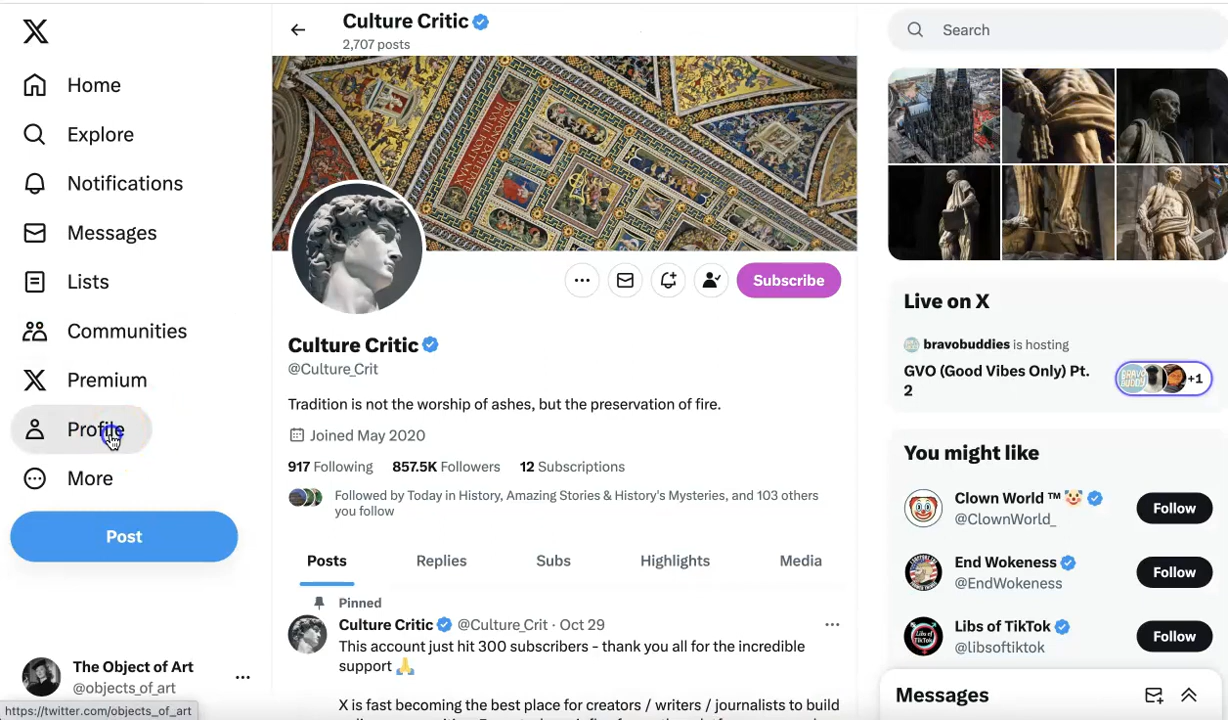 Home
Explore
Notifications
Messages
Lists
Communities
Premium
Profile
More
Post
The Object of Art
@objects_of_art
https://twitter.com/objects_of_art
Culture Critic
2,707 posts
Subscribe
Culture Critic
@Culture_Crit
Tradition is not the worship of ashes, but the preservation of fire.
Joined May 2020
917 Following 857.5K Followers 12 Subscriptions
Followed by Today in History, Amazing Stories & History's Mysteries, and 103 others
you follow
Posts Replies Subs Highlights Media
Pinned
Culture Critic @Culture_Crit · Oct 29
This account just hit 300 subscribers - thank you all for the incredible
support 🙏
X is fast becoming the best place for creators / writers / journalists to build
Search
Live on X
bravobuddies is hosting
GVO (Good Vibes Only) Pt.
2
+1
You might like
Clown World ™ 🤡
@ClownWorld_
Follow
End Wokeness
@EndWokeness
Follow
Libs of TikTok
@libsoftiktok
Follow
Messages